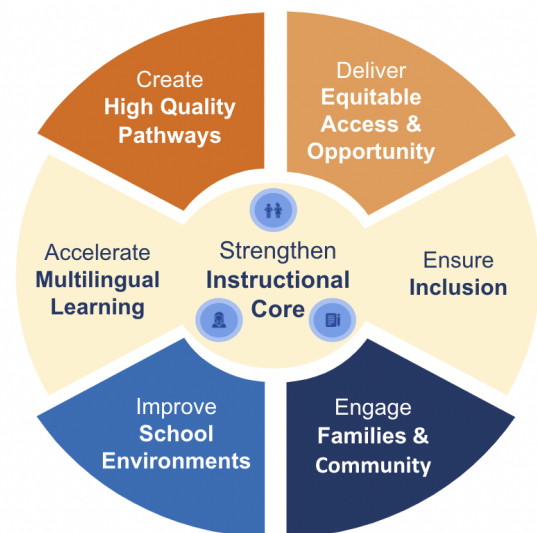 Create
High Quality
Pathways
Deliver
Equitable
Access &
Opportunity
Accelerate
Multilingual
Learning
Strengthen
Instructional
Core
Ensure
Inclusion
Improve
School
Environments
Engage
Families &
Community